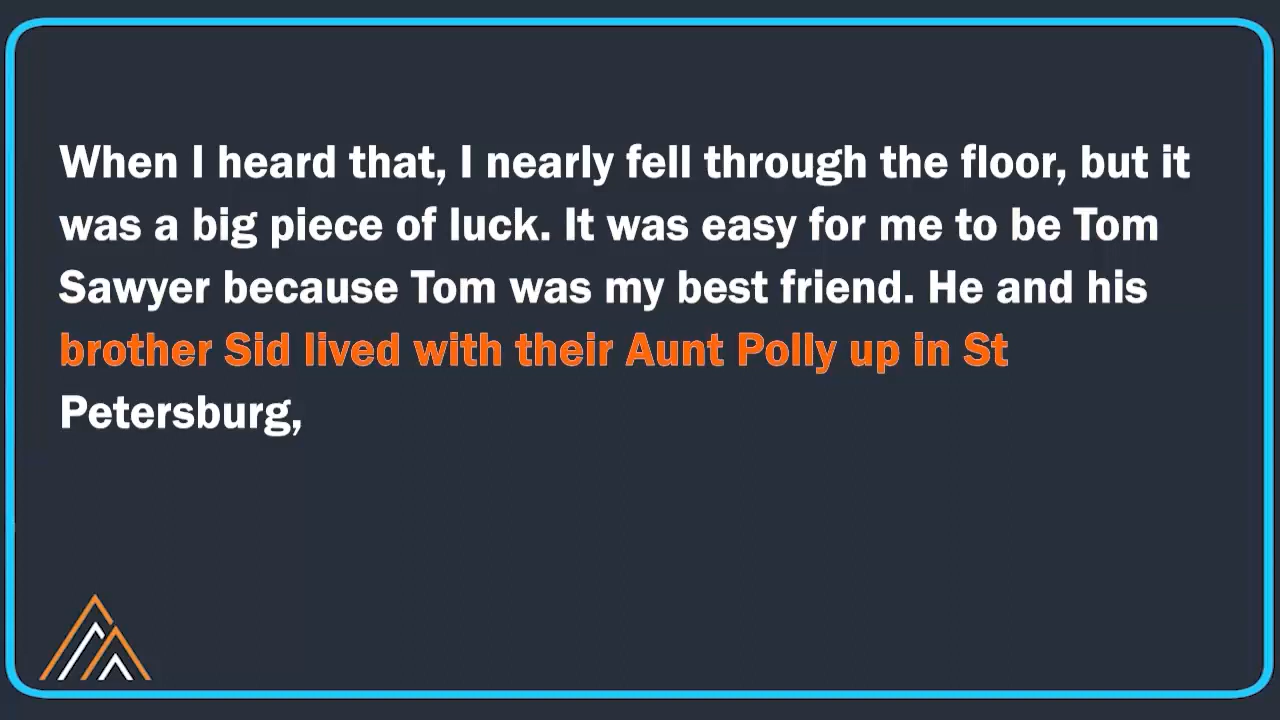 When I heard that, I nearly fell through the floor, but it
was a big piece of luck. It was easy for me to be Tom
Sawyer because Tom was my best friend. He and his
brother Sid lived with their Aunt Polly up in St
Petersburg,